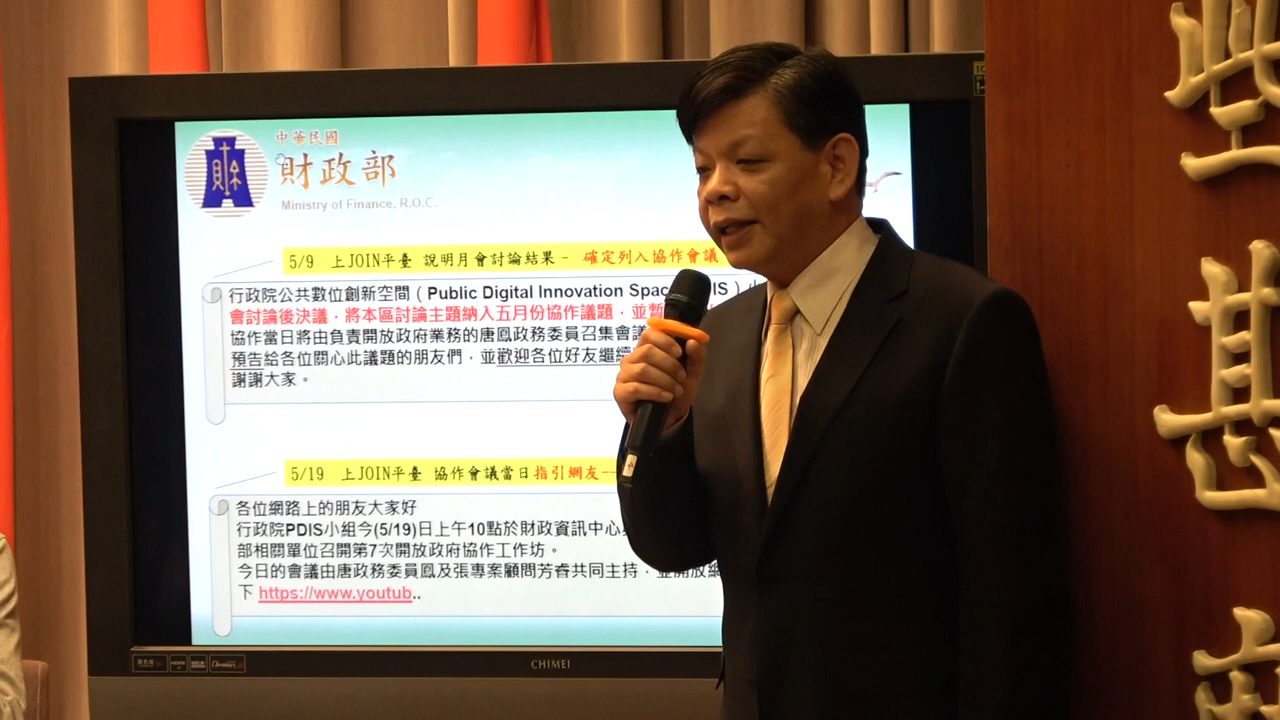 中華民國
財政部
Ministry of Finance, R.O.C.
5/9 上JOIN平臺 說明月會討論結果- 確定列入協作會議
行政院公共數位創新空間（Public Digital Innovation Spac
會討論後決議，將本區討論主題納入五月份協作議題，並暫
協作當日將由負責開放政府業務的唐鳳政務委員召集會議
預告給各位關心此議題的朋友們，並歡迎各位好友繼續
謝謝大家。
5/19 上JOIN平臺 協作會議當日指引網友--
各位網路上的朋友大家好
行政院PDIS小組今(5/19)日上午10點於財政資訊中心
部相關單位召開第7次開放政府協作工作坊。
今日的會議由唐政務委員鳳及張專案顧問芳睿共同主持，並開放網
下 https://www.youtub..
CHIMEI